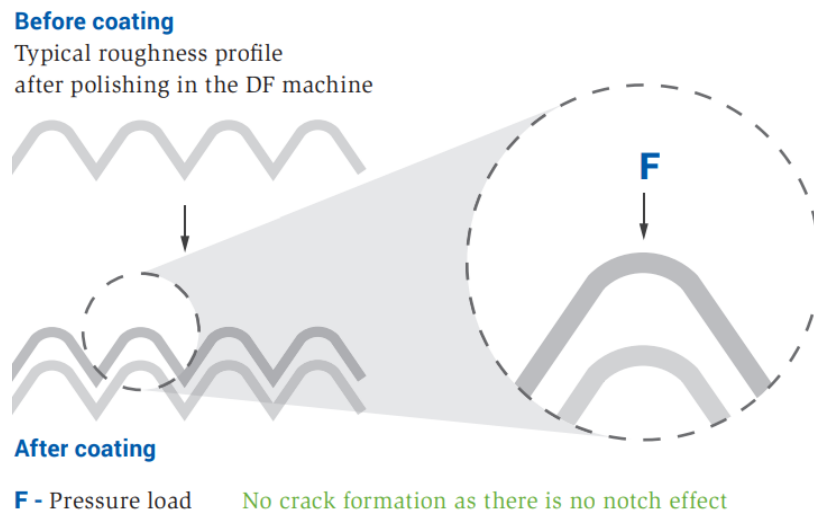 Before coating
Typical roughness profile
after polishing in the DF machine
F
After coating
F - Pressure load No crack formation as there is no notch effect